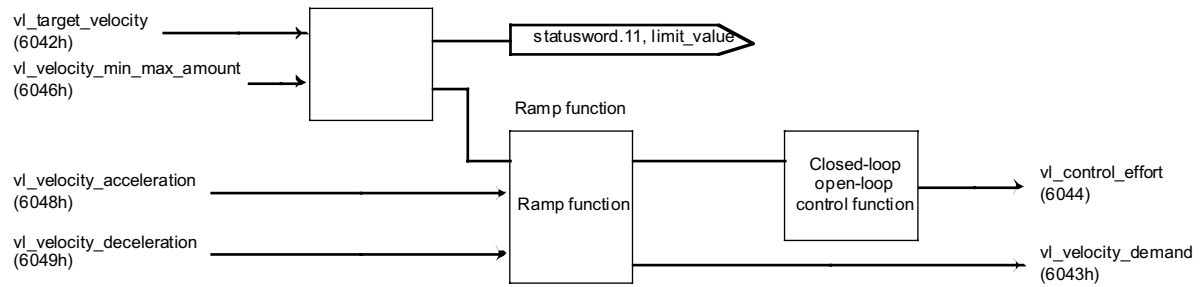 vl_target_velocity
(6042h)
vl_velocity_min_max_amount
(6046h)
statusword.11, limit_value
Ramp function
vl_velocity_acceleration
(6048h)
Ramp function
vl_velocity_deceleration
(6049h)
Closed-loop
open-loop
control function
vl_control_effort
(6044)
vl_velocity_demand
(6043h)